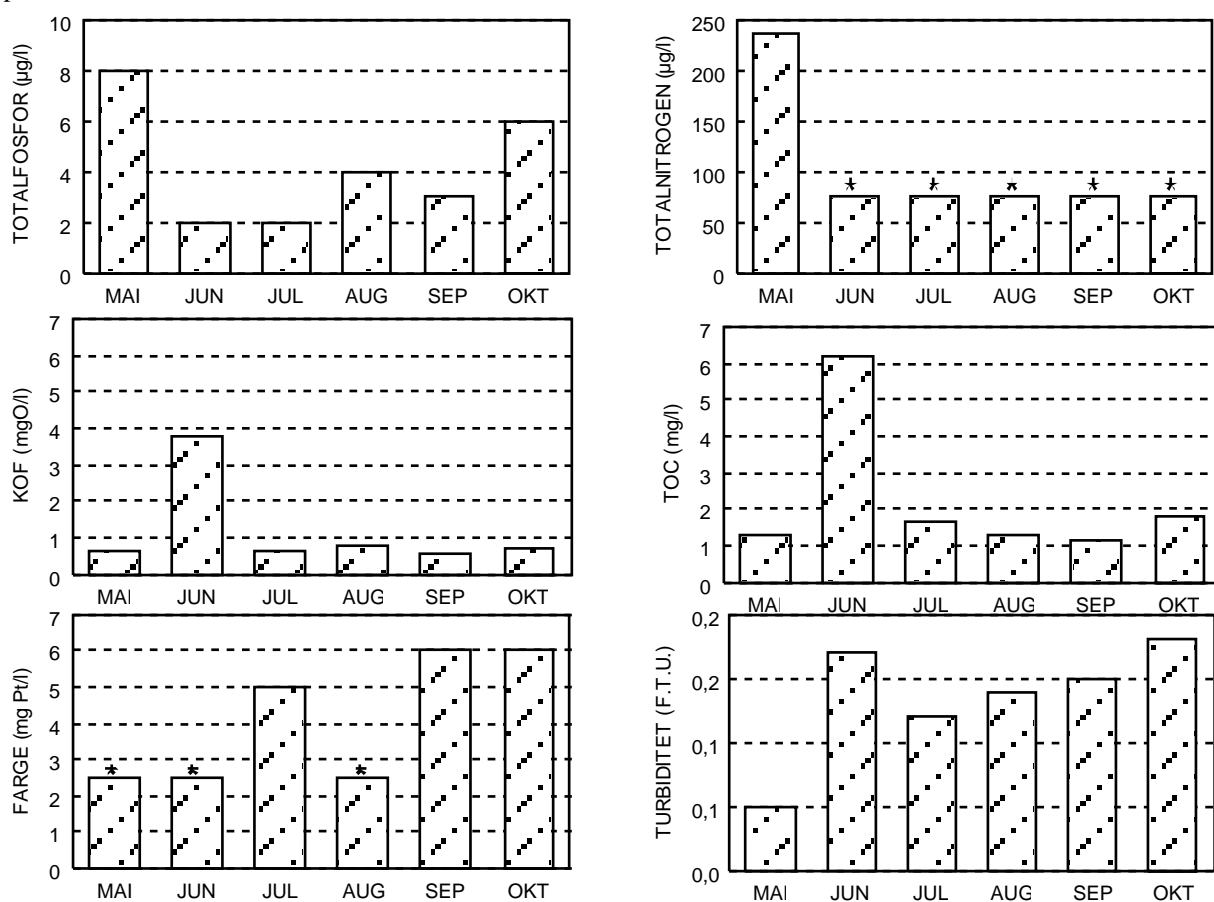 TOTALFOSFOR (µg/l)
10
8
6
4
2
0
MAI JUN JUL AUG SEP OKT
TOTALNITROGEN (µg/l)
250
200
150
100
50
0
* * * * *
MAI JUN JUL AUG SEP OKT
KOF (mgO/l)
7
6
5
4
3
2
1
0
MAI JUN JUL AUG SEP OKT
TOC (mg/l)
7
6
5
4
3
2
1
0
MAI JUN JUL AUG SEP OKT
FARGE (mg Pt/l)
7
6
5
4
3
2
1
0
* * *
MAI JUN JUL AUG SEP OKT
TURBIDITET (F.T.U.)
0,2
0,2
0,1
0,1
0,0
MAI JUN JUL AUG SEP OKT